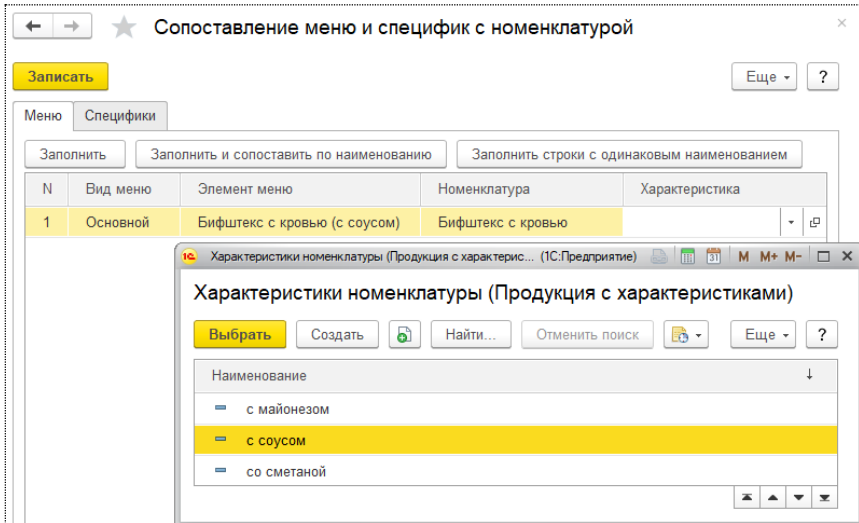 Сопоставление меню и специфик с номенклатурой
Записать Еще ?
Меню Специфики
Заполнить Заполнить и сопоставить по наименованию Заполнить строки с одинаковым наименованием
N Вид меню Элемент меню Номенклатура Характеристика
1 Основной Бифштекс с кровью (с соусом) Бифштекс с кровью
1С Характеристики номенклатуры (Продукция с характерис... (1С:Предприятие) 31 M M+ M-
Характеристики номенклатуры (Продукция с характеристиками)
Выбрать Создать Найти... Отменить поиск Еще ?
Наименование
с майонезом
с соусом
со сметаной